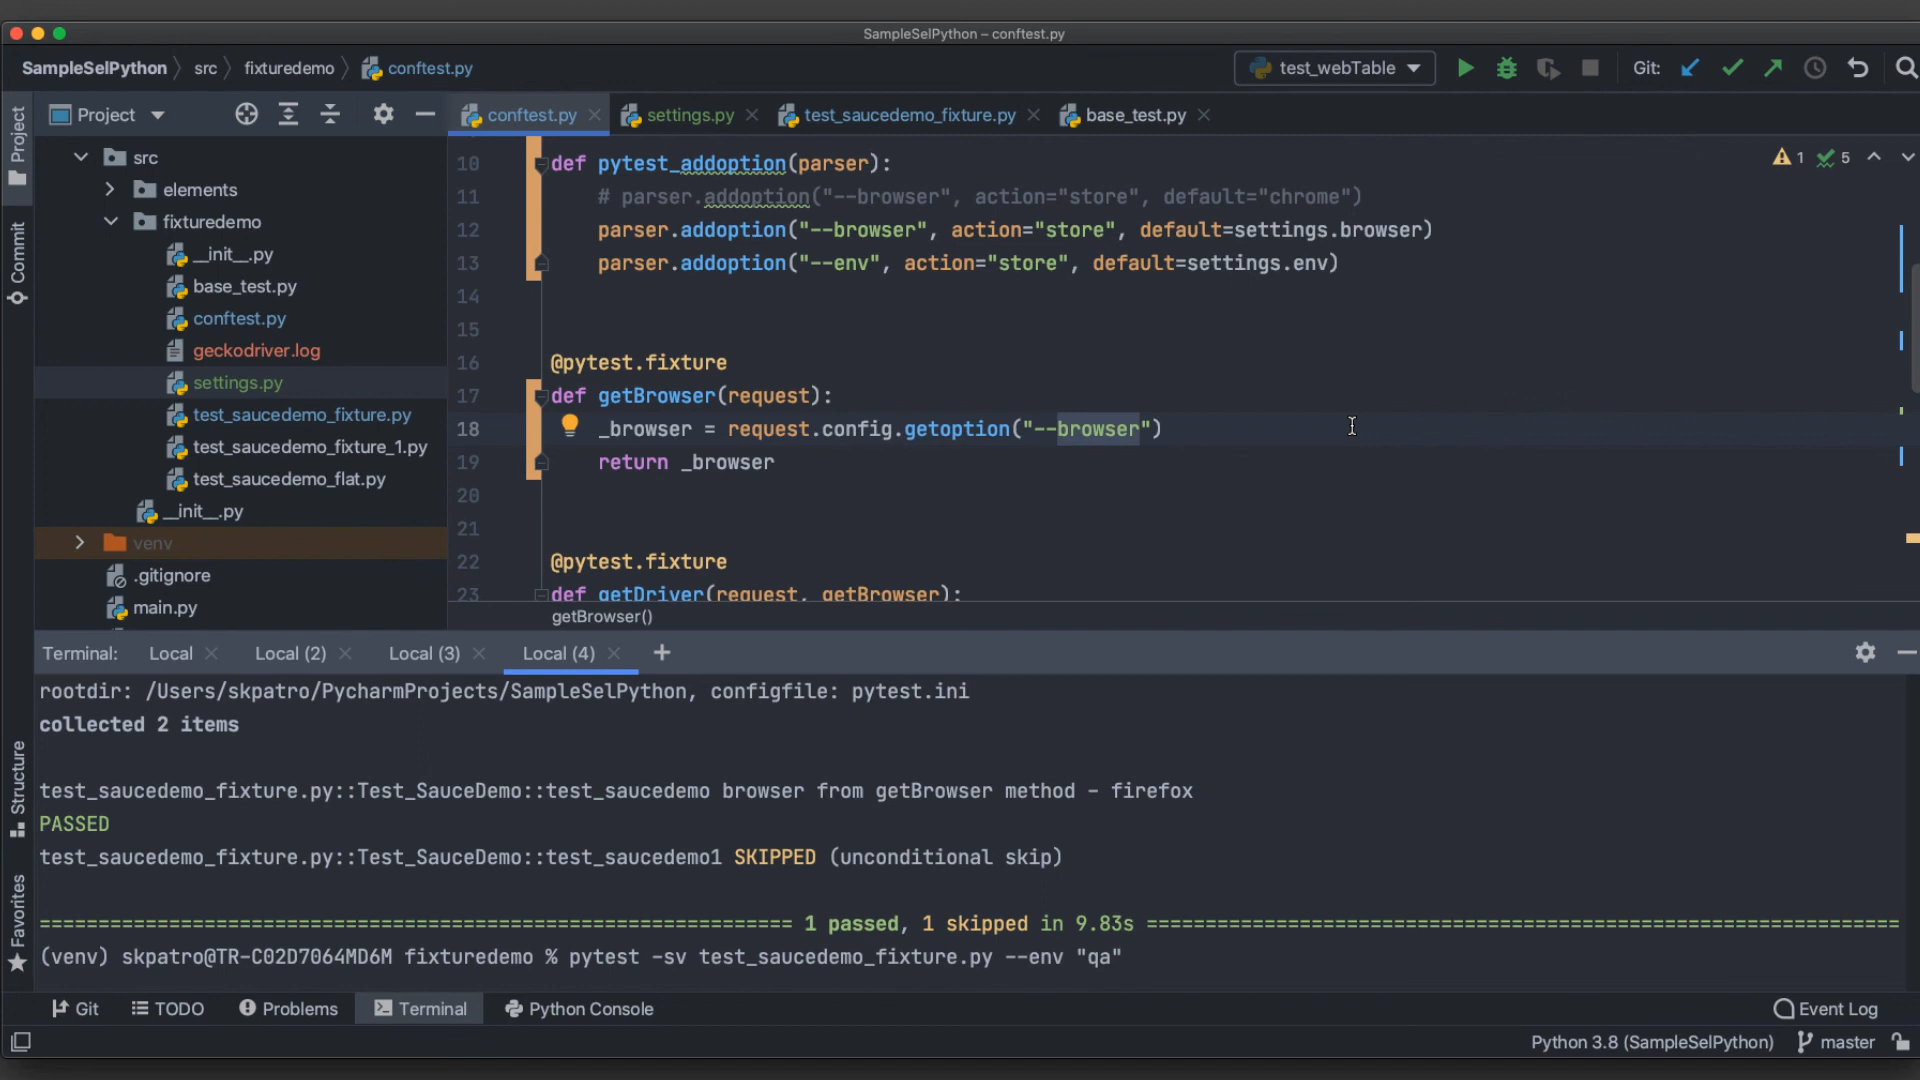 SampleSelPython – conftest.py
SampleSelPython src fixturedemo conftest.py
test_webTable Git:
Project
conftest.py settings.py test_saucedemo_fixture.py base_test.py
Project
Commit
Structure
Favorites
src
elements
fixturedemo
__init__.py
base_test.py
conftest.py
geckodriver.log
settings.py
test_saucedemo_fixture.py
test_saucedemo_fixture_1.py
test_saucedemo_flat.py
__init__.py
venv
.gitignore
main.py
1 5
10 def pytest_addoption(parser):
11 # parser.addoption("--browser", action="store", default="chrome")
12 parser.addoption("--browser", action="store", default=settings.browser)
13 parser.addoption("--env", action="store", default=settings.env)
14
15
16 @pytest.fixture
17 def getBrowser(request):
18 _browser = request.config.getoption("--browser")
19 return _browser
20
21
22 @pytest.fixture
23 def getDriver(request, getBrowser):
getBrowser()
Terminal: Local Local (2) Local (3) Local (4)
rootdir: /Users/skpatro/PycharmProjects/SampleSelPython, configfile: pytest.ini
collected 2 items
test_saucedemo_fixture.py::Test_SauceDemo::test_saucedemo browser from getBrowser method - firefox
PASSED
test_saucedemo_fixture.py::Test_SauceDemo::test_saucedemo1 SKIPPED (unconditional skip)
================================================================ 1 passed, 1 skipped in 9.83s ================================================================
(venv) skpatro@TR-C02D7064MD6M fixturedemo % pytest -sv test_saucedemo_fixture.py --env "qa"
Git TODO Problems Terminal Python Console Event Log
Python 3.8 (SampleSelPython) master